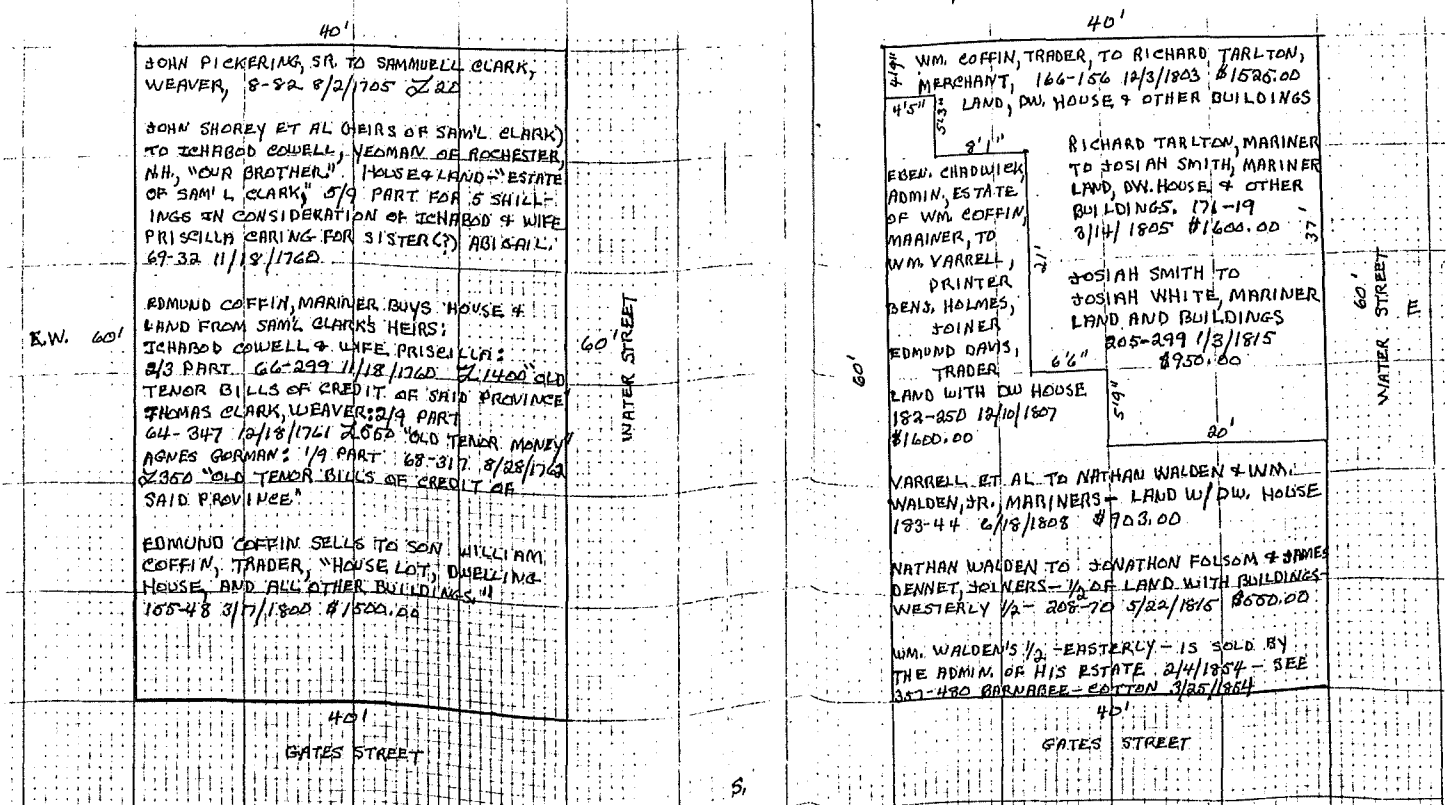 40'
JOHN PICKERING, SR. TO SAMMUELL CLARK,
WEAVER, 8-82 8/2/1705 £20
JOHN SHOREY ET AL (HEIRS OF SAM'L CLARK)
TO ICHABOD COWELL, YEOMAN OF ROCHESTER,
N.H., "OUR BROTHER". HOUSE & LAND-"ESTATE
OF SAM'L CLARK," 5/9 PART FOR 5 SHILL-
INGS IN CONSIDERATION OF ICHABOD & WIFE
PRISCILLA CARING FOR SISTER(?) ABIGAIL.
69-32 11/18/1760
EDMUND COFFIN, MARINER BUYS HOUSE &
LAND FROM SAM'L CLARK'S HEIRS:
ICHABOD COWELL & WIFE PRISCILLA:
2/3 PART 66-299 11/18/1760 £1400 "OLD
TENOR BILLS OF CREDIT OF SAID PROVINCE"
THOMAS CLARK, WEAVER: 2/9 PART
64-347 12/18/1761 £550 "OLD TENOR MONEY"
AGNES GORMAN: 1/9 PART 68-317 8/28/1762
£350 "OLD TENOR BILLS OF CREDIT OF
SAID PROVINCE"
EDMUND COFFIN SELLS TO SON WILLIAM
COFFIN, TRADER, "HOUSE LOT, DWELLING
HOUSE, AND ALL OTHER BUILDINGS."
155-48 3/7/1800 $1500.00
W. 60'
60'
WATER STREET
40'
GATES STREET
S.
40'
4'9"
WM. COFFIN, TRADER, TO RICHARD TARLTON,
MERCHANT, 166-156 12/3/1803 $1525.00
LAND, DW. HOUSE & OTHER BUILDINGS
4'5"
5'3"
8'1"
RICHARD TARLTON, MARINER
TO JOSIAH SMITH, MARINER
LAND, DW. HOUSE & OTHER
BUILDINGS. 171-19
3/14/1805 $1600.00
37'
JOSIAH SMITH TO
JOSIAH WHITE, MARINER
LAND AND BUILDINGS
205-299 1/3/1815
$950.00
EBEN. CHADWICK,
ADMIN, ESTATE
OF WM. COFFIN,
MARINER, TO
WM. VARRELL,
PRINTER
BENJ. HOLMES,
JOINER
EDMUND DAVIS,
TRADER
LAND WITH DW HOUSE
182-250 12/10/1807
$1600.00
21'
6'6"
5'9"
20'
VARRELL ET AL TO NATHAN WALDEN & WM.
WALDEN, JR., MARINERS - LAND W/ DW. HOUSE
183-44 6/18/1808 $903.00
NATHAN WALDEN TO JONATHON FOLSOM & JAMES
DENNET, JOINERS - 1/2 OF LAND WITH BUILDINGS-
WESTERLY 1/2 - 208-70 5/22/1815 $550.00
WM. WALDEN'S 1/2 - EASTERLY - IS SOLD BY
THE ADMIN. OF HIS ESTATE 2/4/1854 - SEE
357-480 BARNABEE - COTTON 3/25/1854
60'
60'
WATER STREET
E
40'
GATES STREET